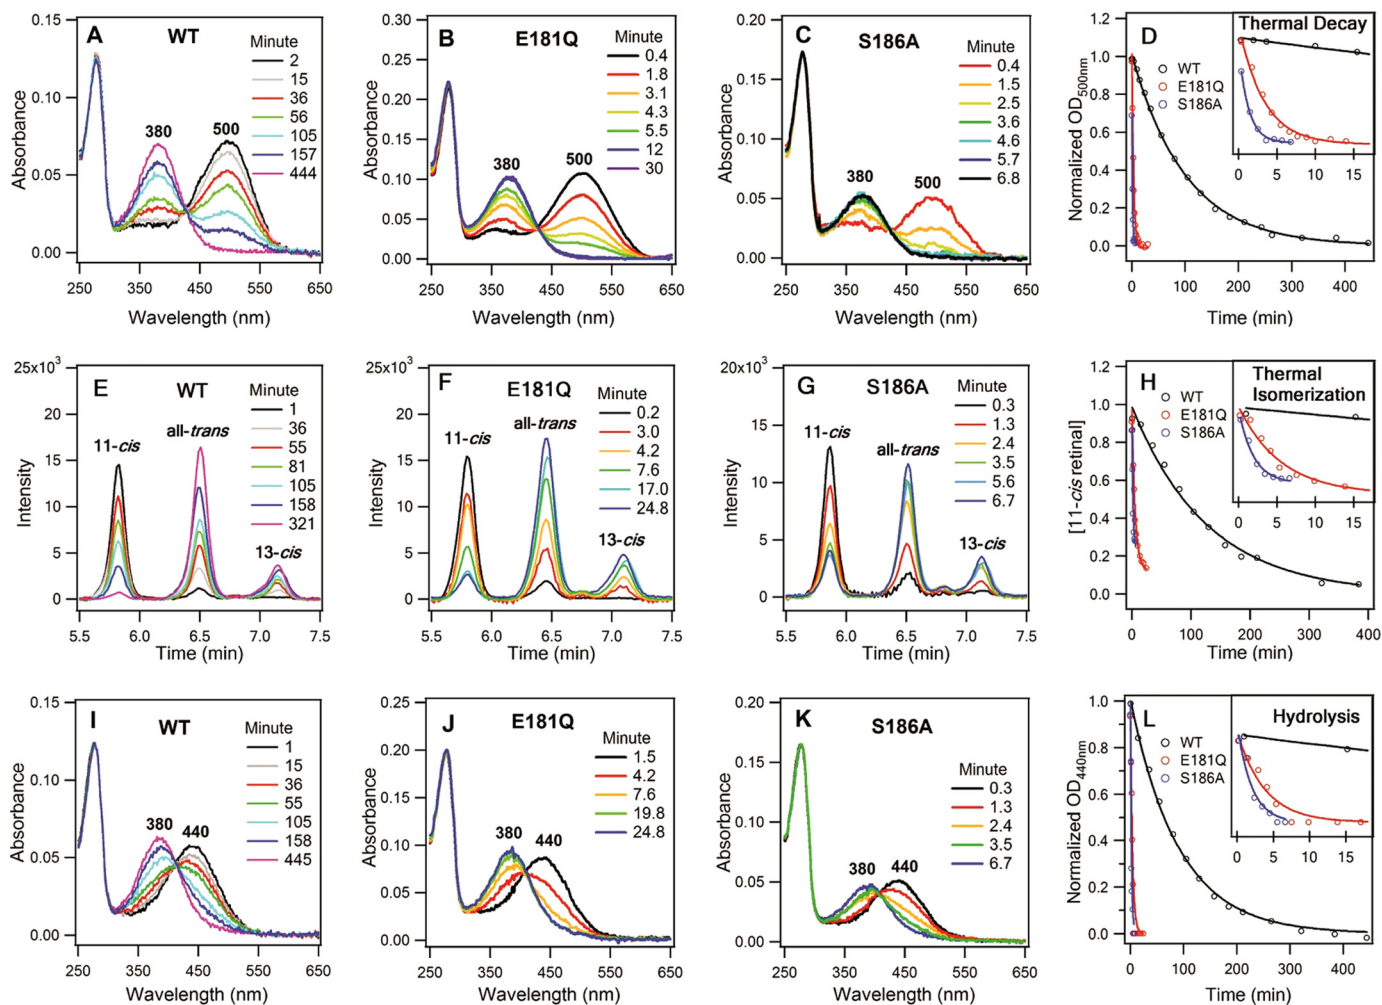 A WT
Minute
2
15
36
56
105
157
444
380
500
0.15
0.10
0.05
0.00
Absorbance
250 350 450 550 650
Wavelength (nm)
B E181Q
Minute
0.4
1.8
3.1
4.3
5.5
12
30
380
500
0.30
0.25
0.20
0.15
0.10
0.05
0.00
Absorbance
250 350 450 550 650
Wavelength (nm)
C S186A
Minute
0.4
1.5
2.5
3.6
4.6
5.7
6.8
380
500
0.20
0.15
0.10
0.05
0.00
Absorbance
250 350 450 550 650
Wavelength (nm)
D Thermal Decay
WT
E181Q
S186A
0 5 10 15
1.2
1.0
0.8
0.6
0.4
0.2
0.0
Normalized OD500nm
0 100 200 300 400
Time (min)
E WT
Minute
1
36
55
81
105
158
321
11-cis
all-trans
13-cis
25x10³
20
15
10
5
0
Intensity
5.5 6.0 6.5 7.0 7.5
Time (min)
F E181Q
Minute
0.2
3.0
4.2
7.6
17.0
24.8
11-cis
all-trans
13-cis
25x10³
20
15
10
5
0
Intensity
5.5 6.0 6.5 7.0 7.5
Time (min)
G S186A
Minute
0.3
1.3
2.4
3.5
5.6
6.7
11-cis
all-trans
13-cis
20x10³
15
10
5
0
Intensity
5.5 6.0 6.5 7.0 7.5
Time (min)
H Thermal
Isomerization
WT
E181Q
S186A
0 5 10 15
1.2
1.0
0.8
0.6
0.4
0.2
0.0
[11-cis retinal]
0 100 200 300 400
Time (min)
I WT
Minute
1
15
36
55
105
158
445
380
440
0.15
0.10
0.05
0.00
Absorbance
250 350 450 550 650
Wavelength (nm)
J E181Q
Minute
1.5
4.2
7.6
19.8
24.8
380
440
0.25
0.20
0.15
0.10
0.05
0.00
Absorbance
250 350 450 550 650
Wavelength (nm)
K S186A
Minute
0.3
1.3
2.4
3.5
6.7
380
440
0.20
0.15
0.10
0.05
0.00
Absorbance
250 350 450 550 650
Wavelength (nm)
L Hydrolysis
WT
E181Q
S186A
0 5 10 15
1.0
0.8
0.6
0.4
0.2
0.0
Normalized OD440nm
0 100 200 300 400
Time (min)